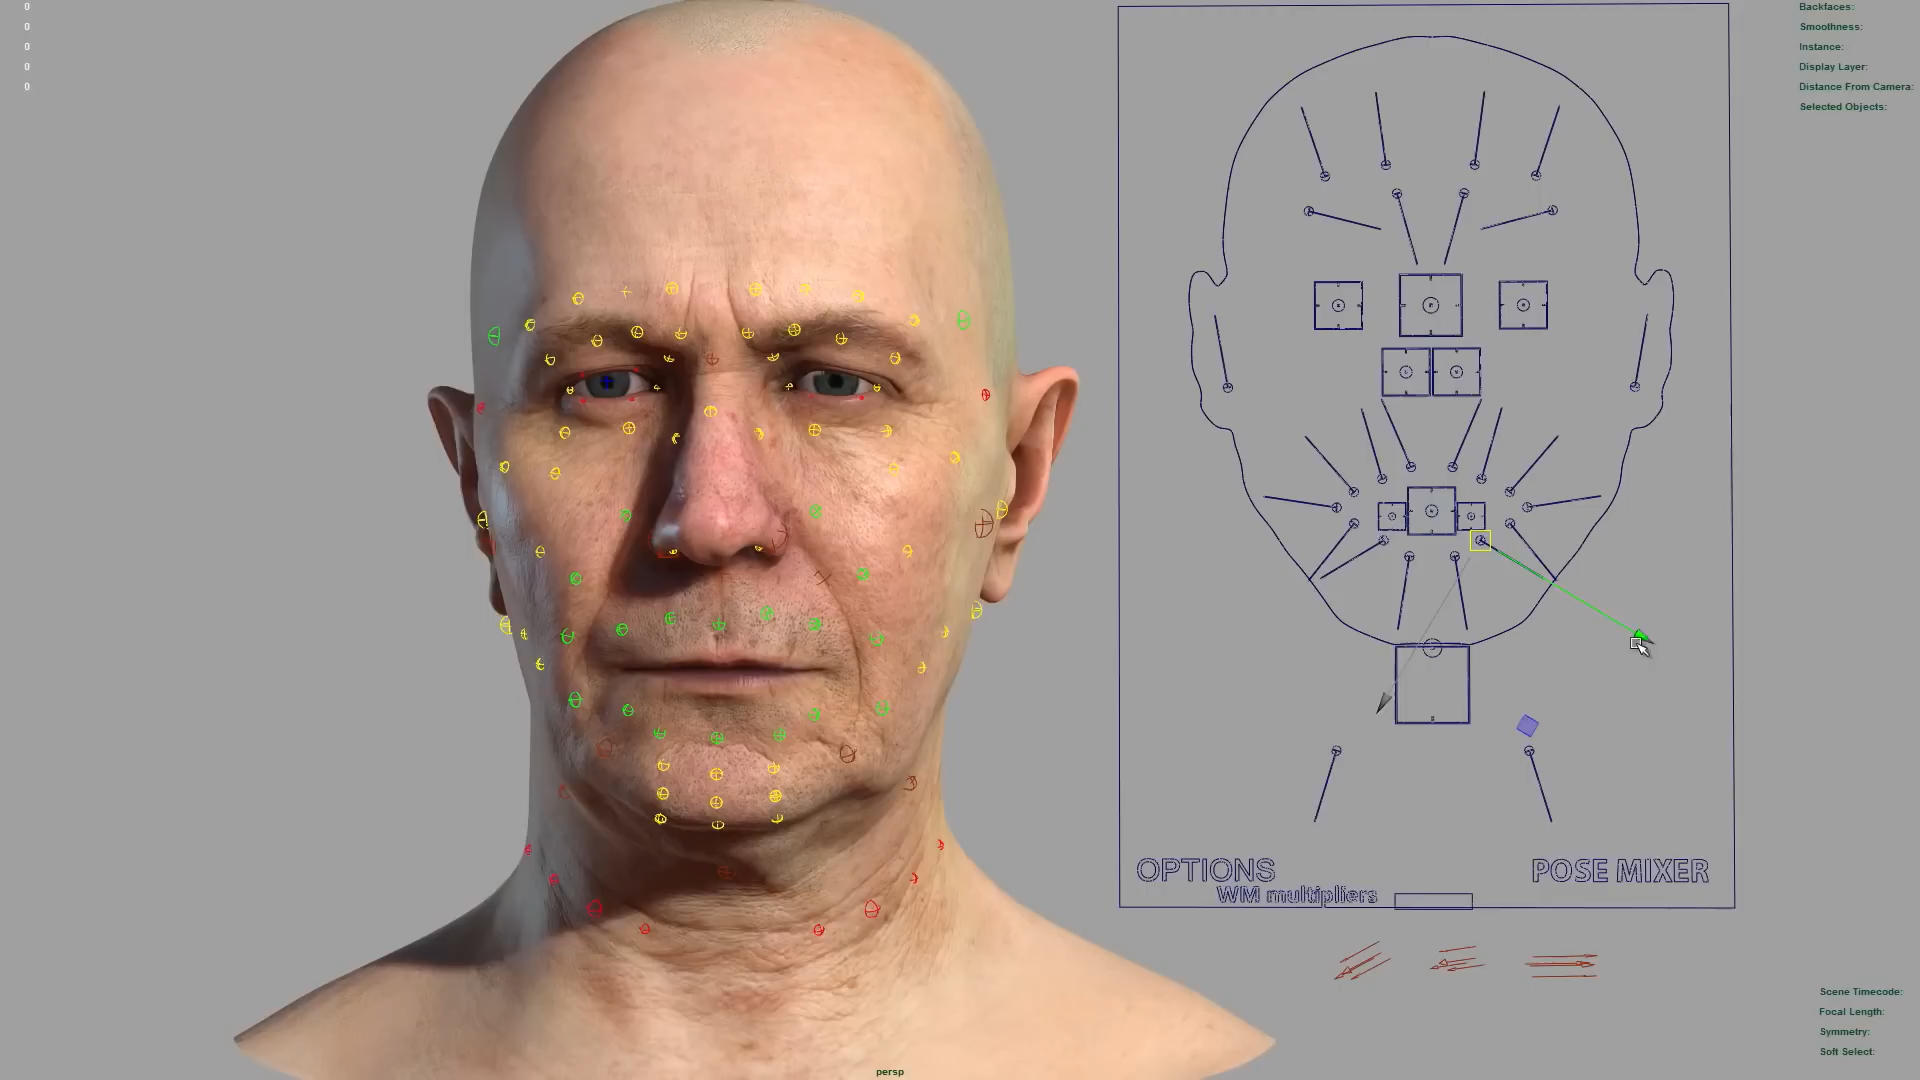 0
0
0
0
0
Backfaces:
Smoothness:
Instance:
Display Layer:
Distance From Camera:
Selected Objects:
OPTIONS
WM multipliers
POSE MIXER
Scene Timecode:
Focal Length:
Symmetry:
Soft Select:
persp